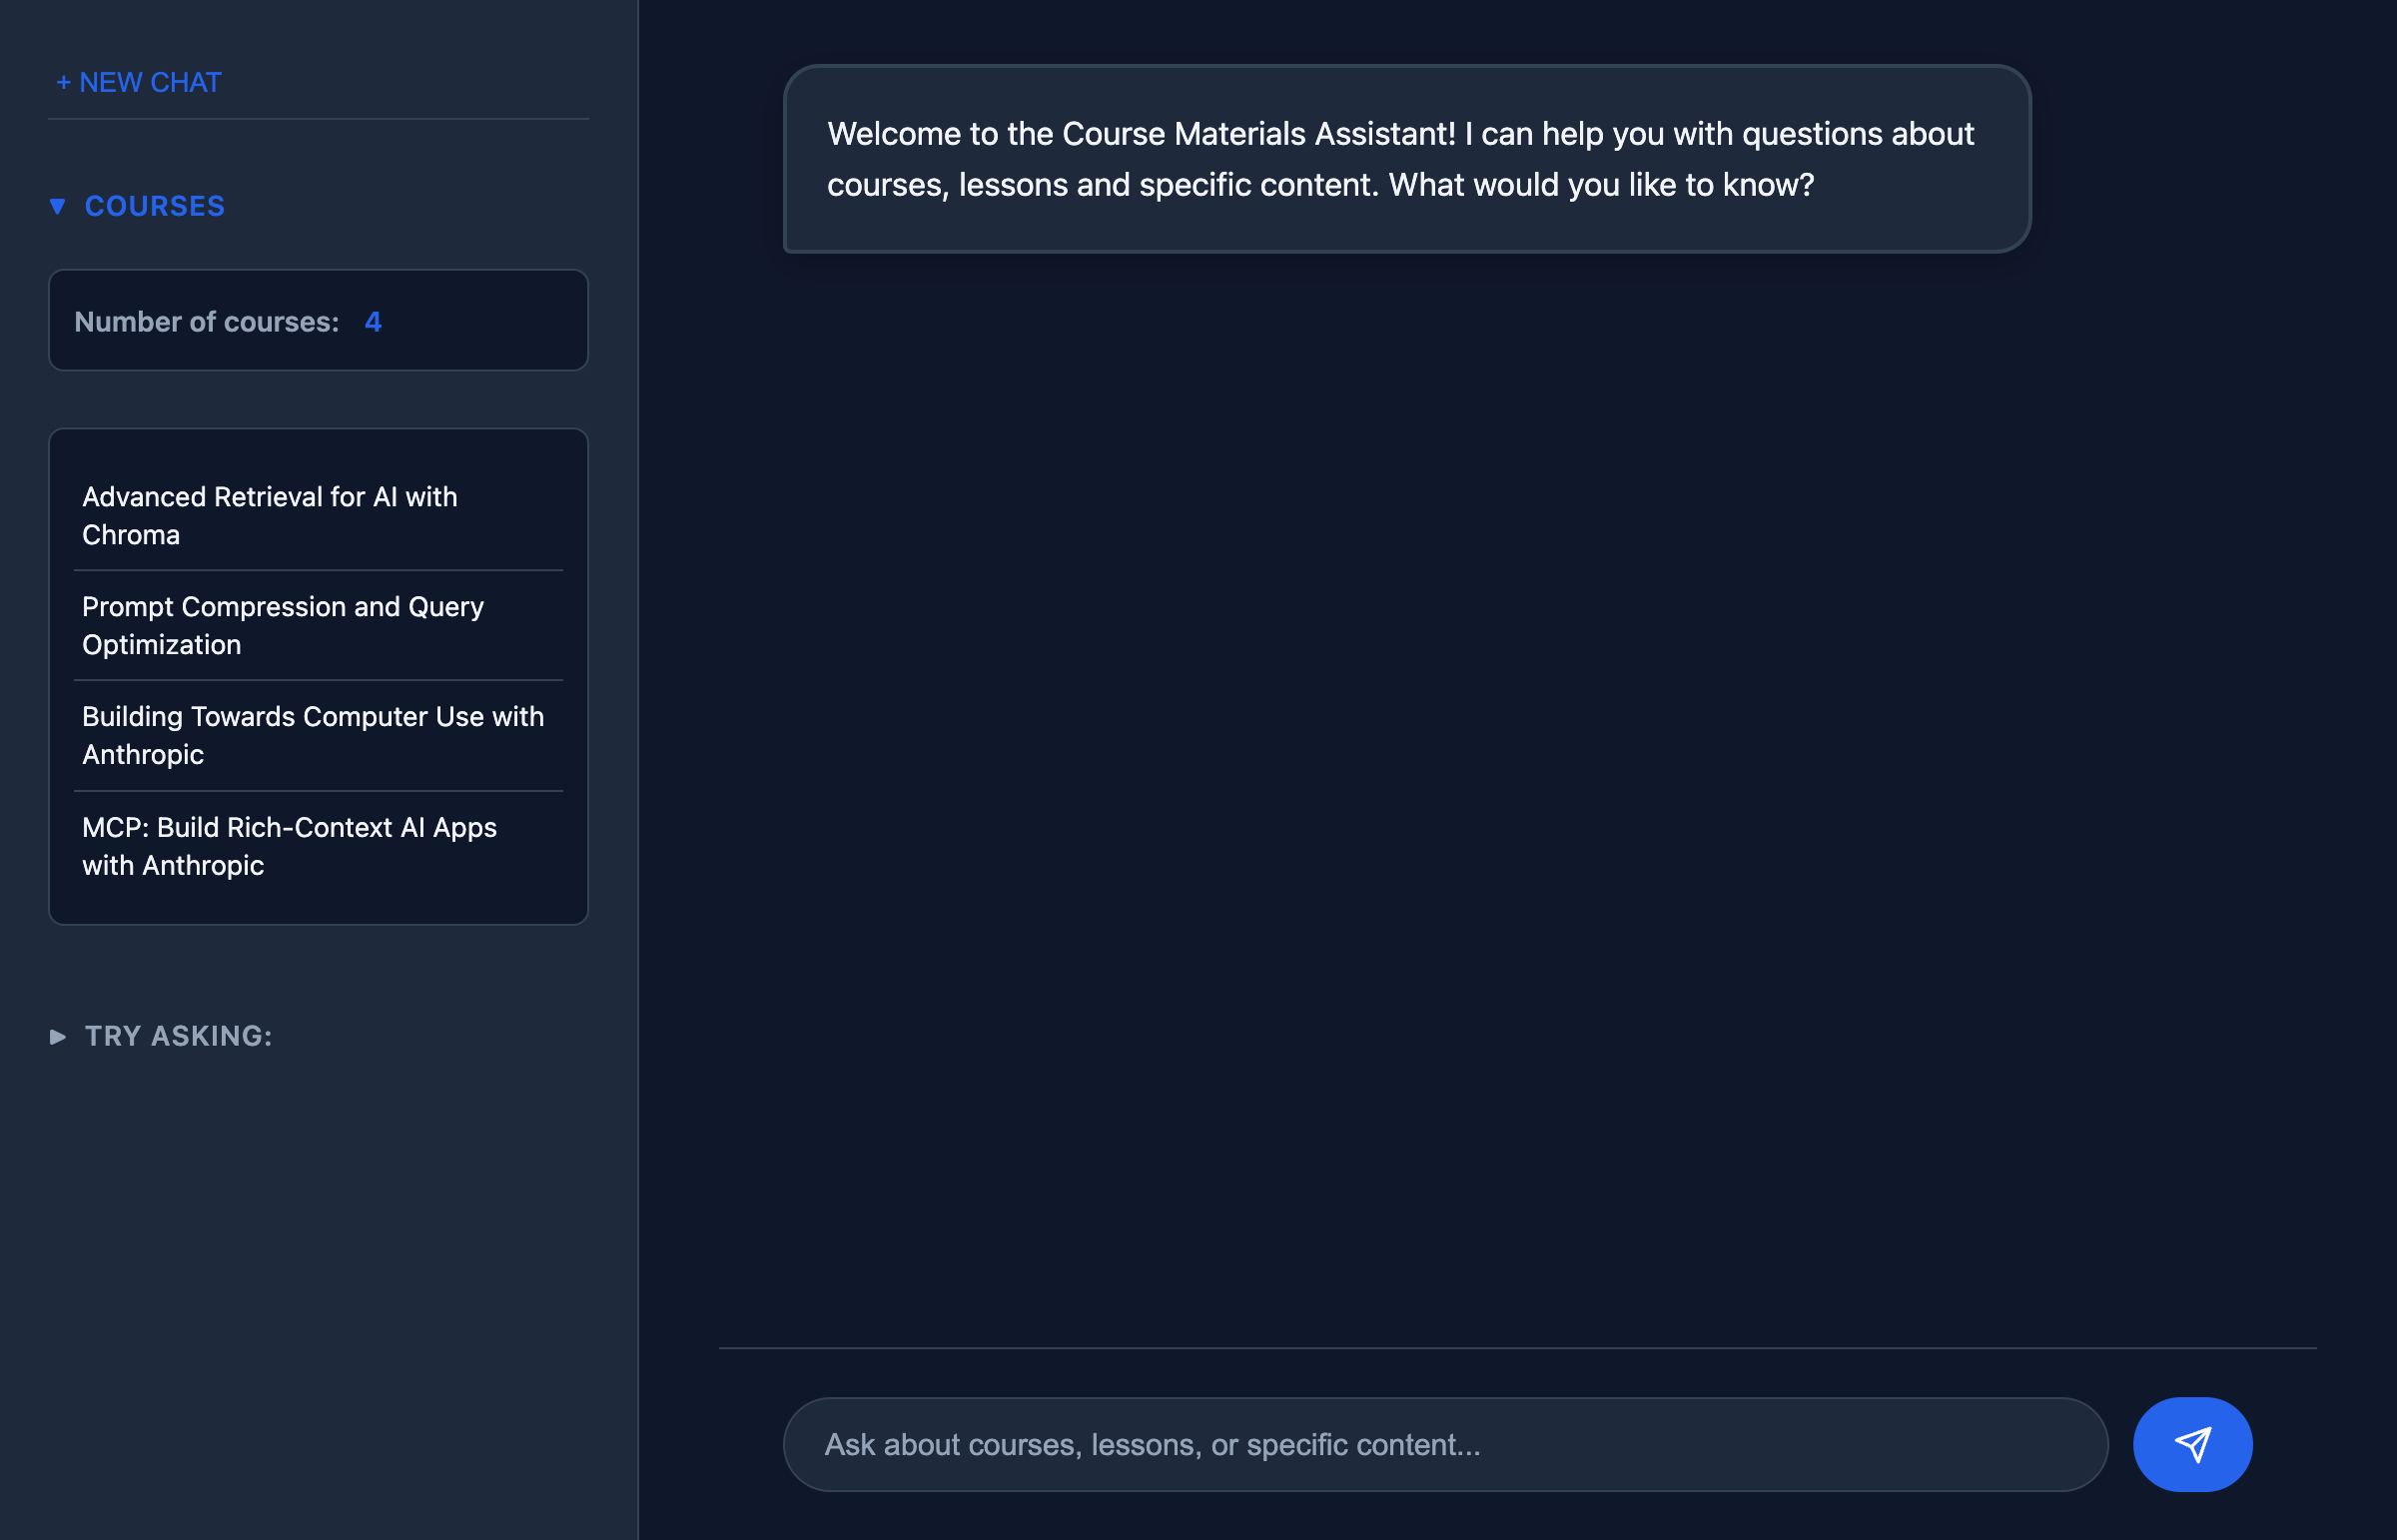 + NEW CHAT
▼ COURSES
Number of courses: 4
Advanced Retrieval for AI with
Chroma
Prompt Compression and Query
Optimization
Building Towards Computer Use with
Anthropic
MCP: Build Rich-Context AI Apps
with Anthropic
▶ TRY ASKING:
Welcome to the Course Materials Assistant! I can help you with questions about
courses, lessons and specific content. What would you like to know?
Ask about courses, lessons, or specific content...